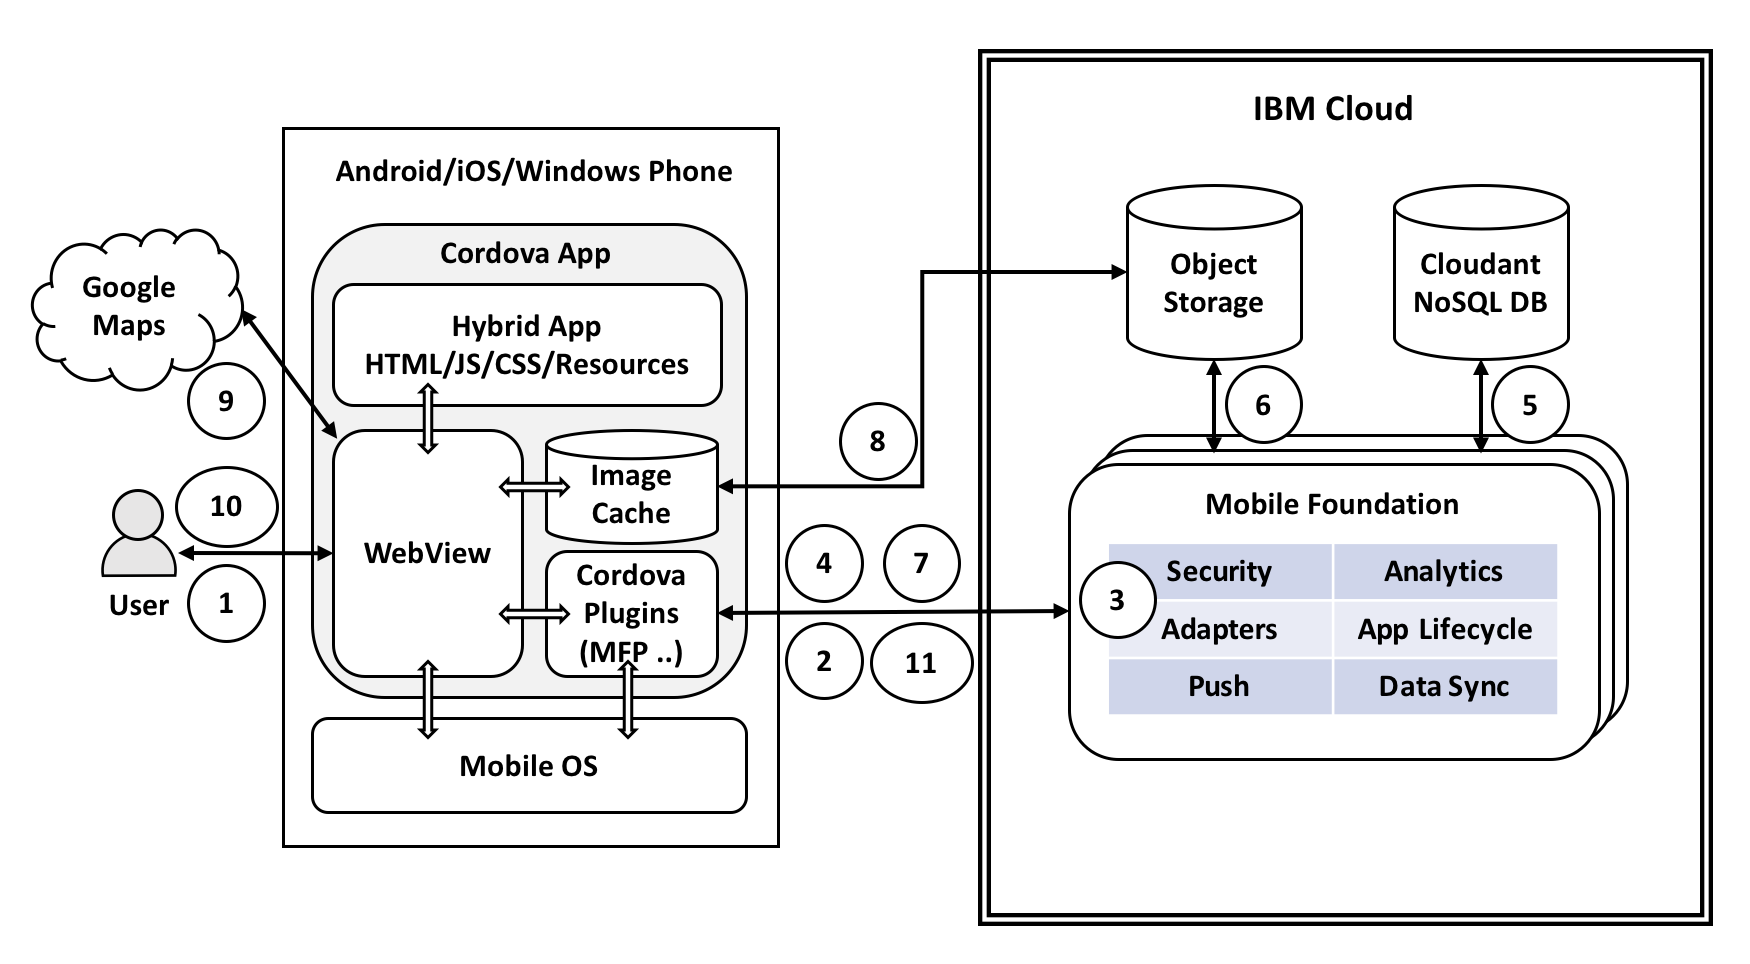 IBM Cloud
Android/iOS/Windows Phone
Cordova App
Hybrid App
HTML/JS/CSS/Resources
Google
Maps
9
10
User
1
WebView
Image
Cache
Cordova
Plugins
(MFP ..)
Mobile OS
8
4
7
2
11
Object
Storage
Cloudant
NoSQL DB
6
5
Mobile Foundation
3
Security
Analytics
Adapters
App Lifecycle
Push
Data Sync